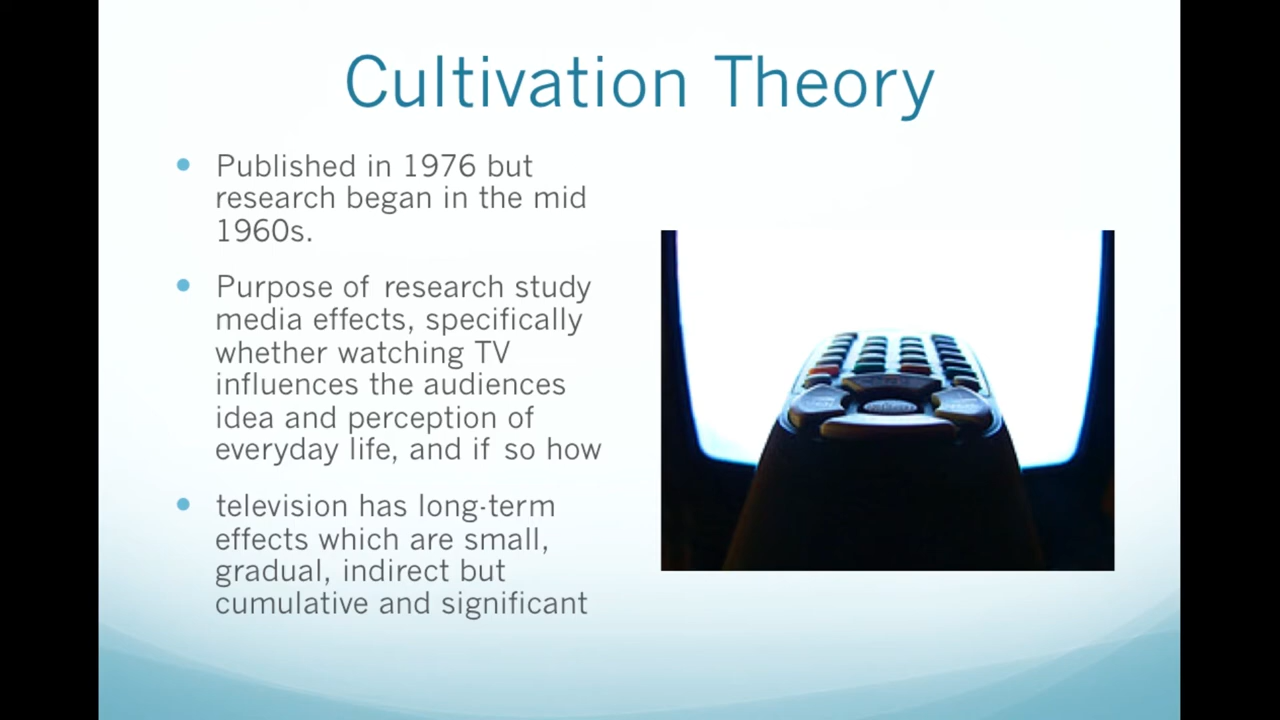 Cultivation Theory
Published in 1976 but
research began in the mid
1960s.
Purpose of research study
media effects, specifically
whether watching TV
influences the audiences
idea and perception of
everyday life, and if so how
television has long-term
effects which are small,
gradual, indirect but
cumulative and significant